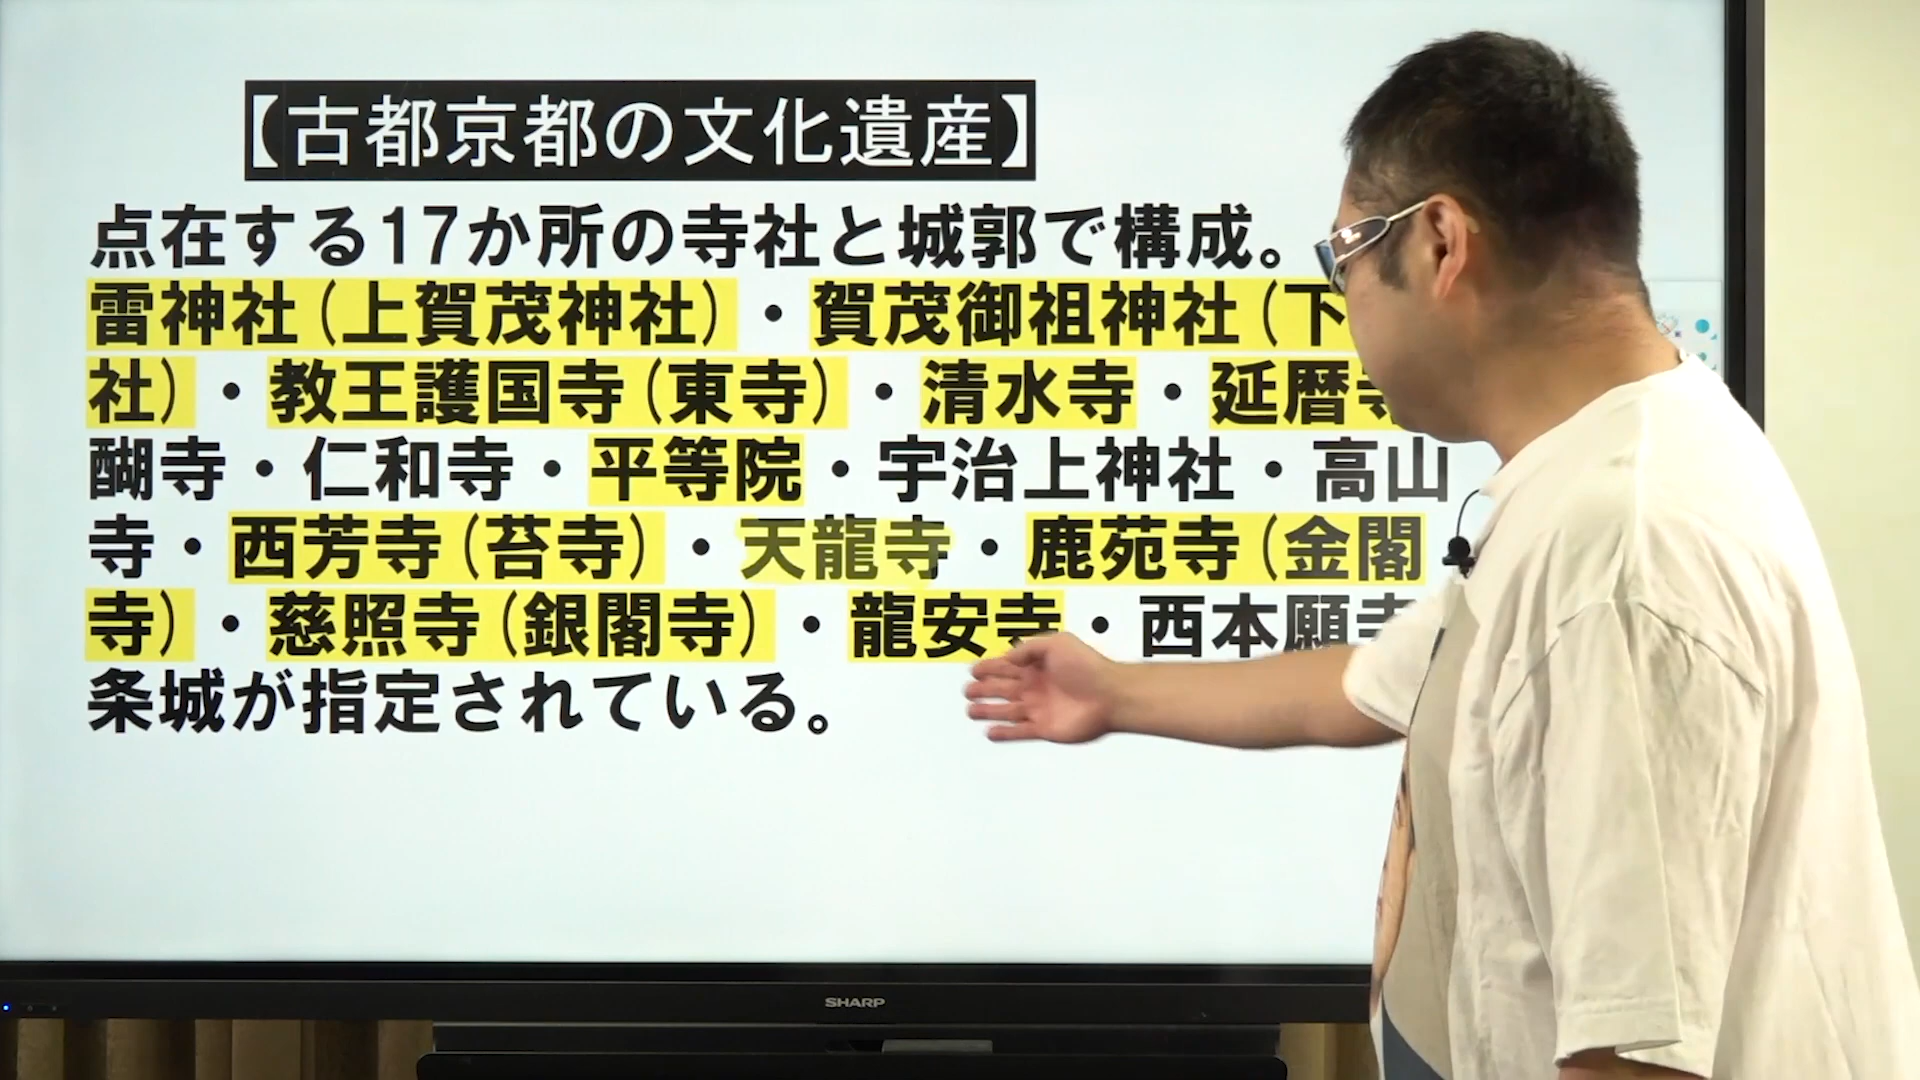 【古都京都の文化遺産】
点在する17か所の寺社と城郭で構成。
雷神社(上賀茂神社)・賀茂御祖神社(下
社)・教王護国寺(東寺)・清水寺・延暦寺
醐寺・仁和寺・平等院・宇治上神社・高山
寺・西芳寺(苔寺)・天龍寺・鹿苑寺(金閣
寺)・慈照寺(銀閣寺)・龍安寺・西本願寺
条城が指定されている。
SHARP